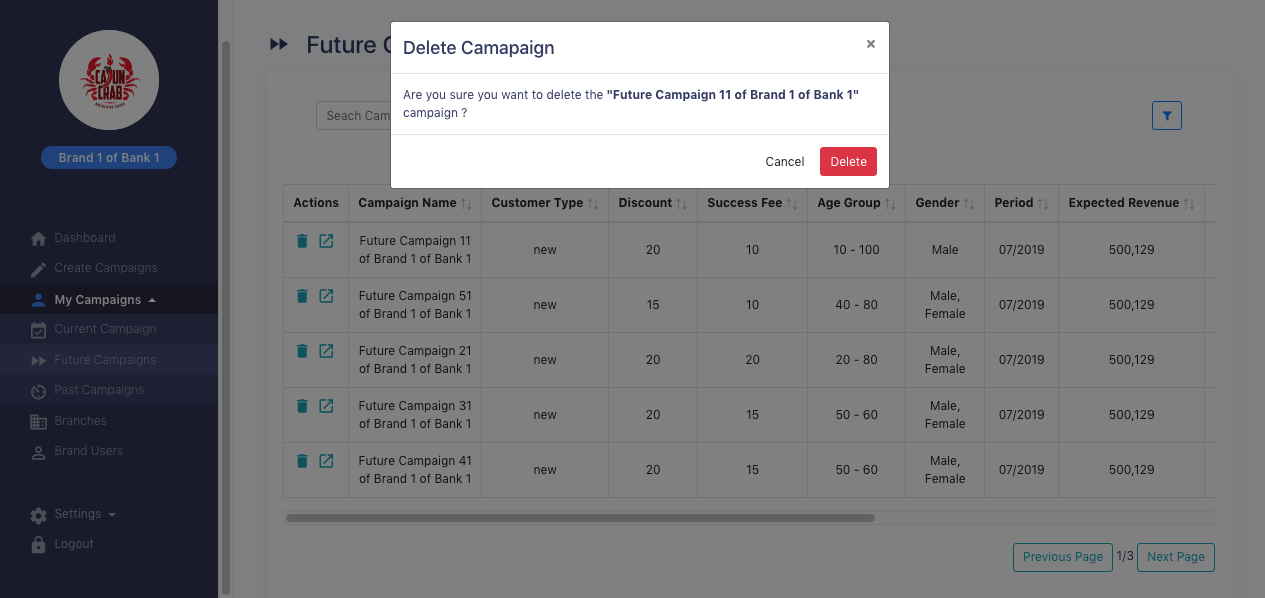 CAJUN
CRAB
Brand 1 of Bank 1
Dashboard
Create Campaigns
My Campaigns
Current Campaign
Future Campaigns
Past Campaigns
Branches
Brand Users
Settings
Logout
Future C
Delete Camapaign
×
Are you sure you want to delete the "Future Campaign 11 of Brand 1 of Bank 1"
campaign ?
Cancel Delete
Seach Cam
Actions Campaign Name Customer Type Discount Success Fee Age Group Gender Period Expected Revenue
Future Campaign 11
of Brand 1 of Bank 1 new 20 10 10 - 100 Male 07/2019 500,129
Future Campaign 51 Male,
of Brand 1 of Bank 1 new 15 10 40 - 80 Female 07/2019 500,129
Future Campaign 21 Male,
of Brand 1 of Bank 1 new 20 20 20 - 80 Female 07/2019 500,129
Future Campaign 31 Male,
of Brand 1 of Bank 1 new 20 15 50 - 60 Female 07/2019 500,129
Future Campaign 41 Male,
of Brand 1 of Bank 1 new 20 15 50 - 60 Female 07/2019 500,129
Previous Page 1/3 Next Page